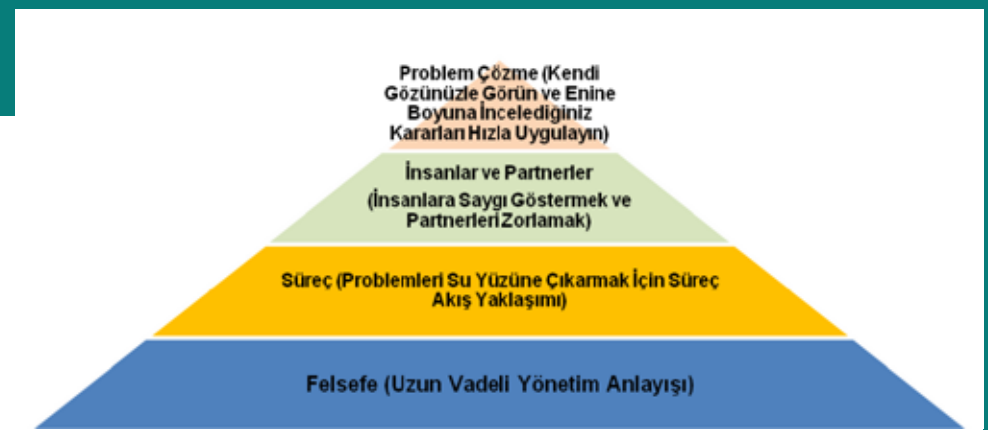 Problem Çözme (Kendi
Gözünüzle Görün ve Enine
Boyuna İncelediğiniz
Kararları Hızla Uygulayın)
İnsanlar ve Partnerler
(İnsanlara Saygı Göstermek ve
Partnerleri Zorlamak)
Süreç (Problemleri Su Yüzüne Çıkarmak İçin Süreç
Akış Yaklaşımı)
Felsefe (Uzun Vadeli Yönetim Anlayışı)